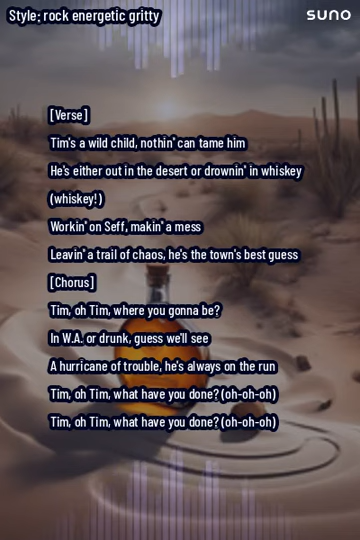 Style: rock energetic gritty
SUNO
[Verse]
Tim's a wild child, nothin' can tame him
He's either out in the desert or drownin' in whiskey
(whiskey!)
Workin' on Seff, makin' a mess
Leavin' a trail of chaos, he's the town's best guess
[Chorus]
Tim, oh Tim, where you gonna be?
In W.A. or drunk, guess we'll see
A hurricane of trouble, he's always on the run
Tim, oh Tim, what have you done? (oh-oh-oh)
Tim, oh Tim, what have you done? (oh-oh-oh)